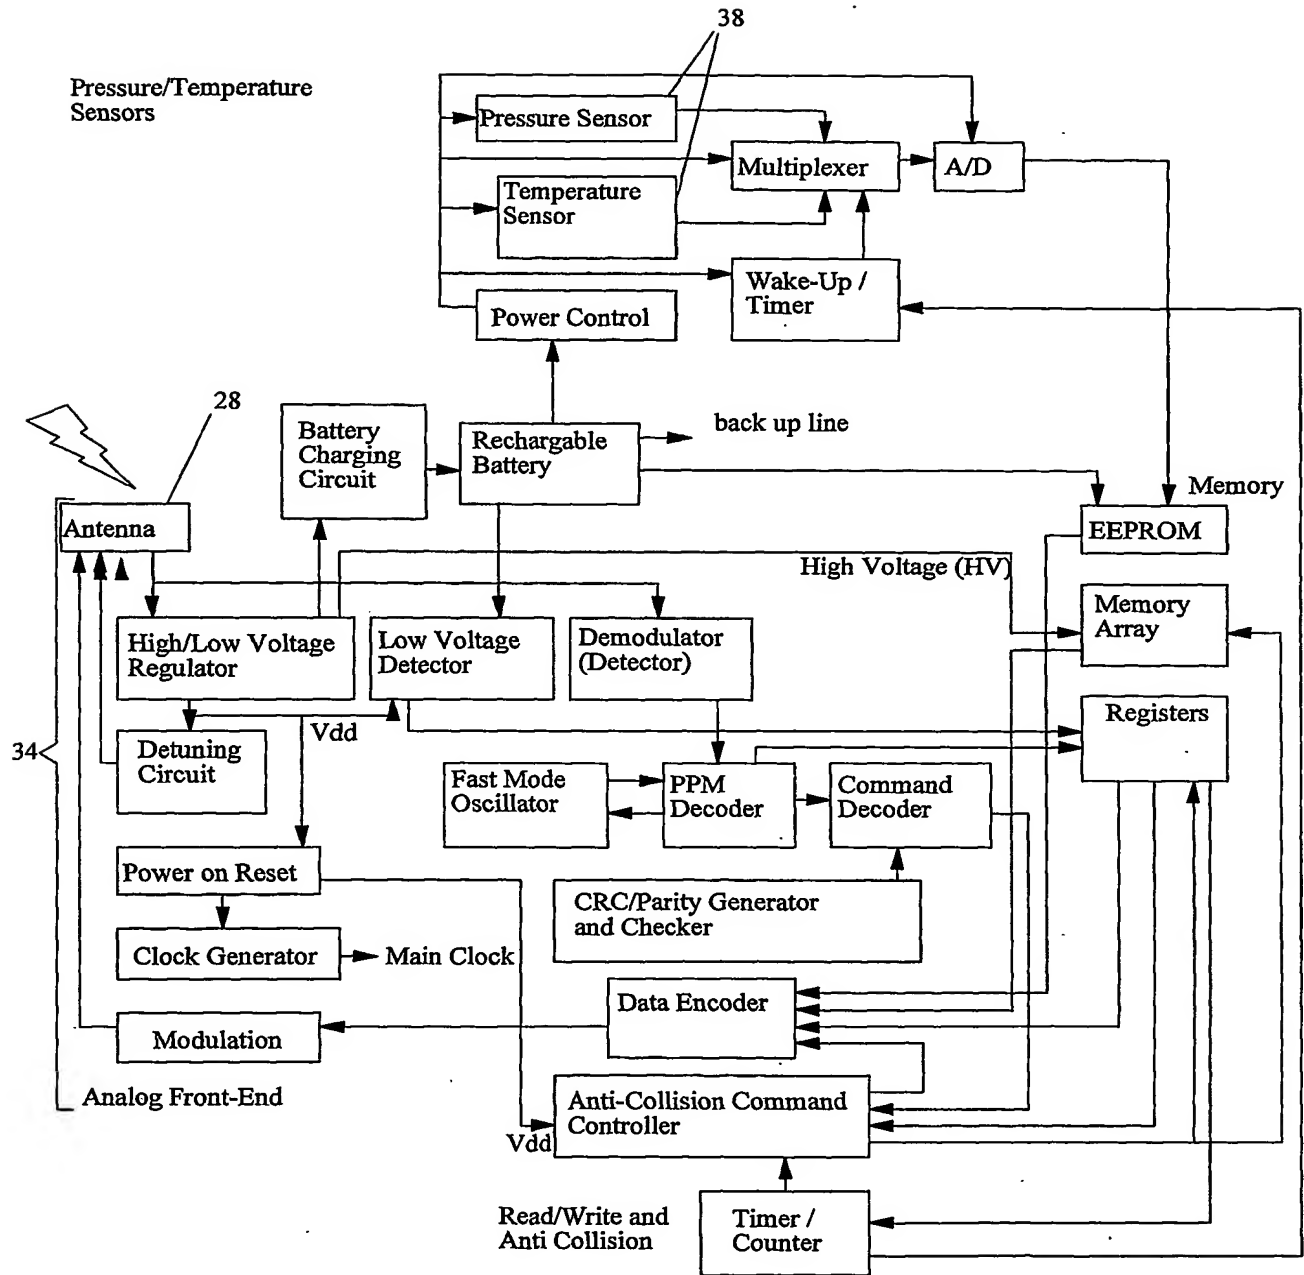 38
Pressure/Temperature
Sensors
Pressure Sensor
Multiplexer
A/D
Temperature
Sensor
Wake-Up /
Timer
Power Control
28
Battery
Charging
Circuit
Rechargable
Battery
back up line
Memory
Antenna
EEPROM
High Voltage (HV)
Memory
Array
High/Low Voltage
Regulator
Low Voltage
Detector
Demodulator
(Detector)
Registers
Vdd
34
Detuning
Circuit
Fast Mode
Oscillator
PPM
Decoder
Command
Decoder
Power on Reset
CRC/Parity Generator
and Checker
Clock Generator
Main Clock
Data Encoder
Modulation
Analog Front-End
Anti-Collision Command
Controller
Vdd
Read/Write and
Anti Collision
Timer /
Counter